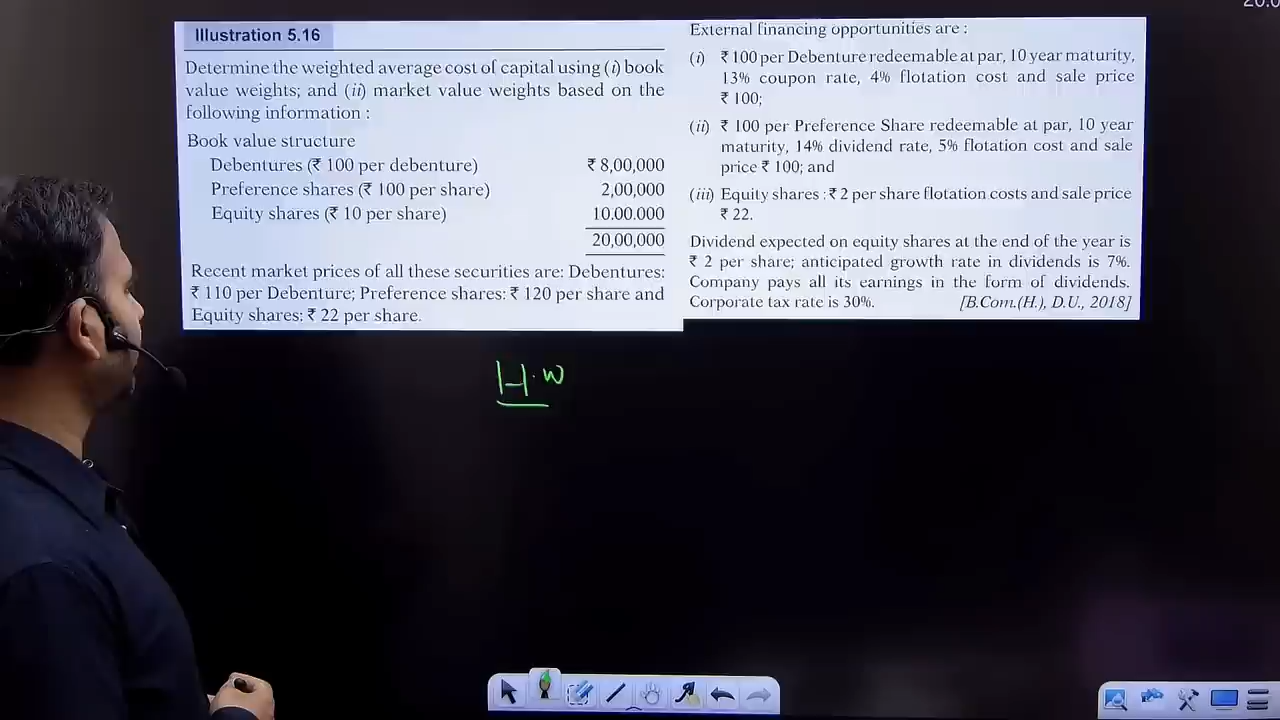 Illustration 5.16
Determine the weighted average cost of capital using (i) book
value weights; and (ii) market value weights based on the
following information :
Book value structure
Debentures (₹ 100 per debenture) ₹ 8,00,000
Preference shares (₹ 100 per share) 2,00,000
Equity shares (₹ 10 per share) 10.00.000
20,00,000
Recent market prices of all these securities are: Debentures:
₹ 110 per Debenture; Preference shares: ₹ 120 per share and
Equity shares: ₹ 22 per share.
External financing opportunities are :
(i) ₹ 100 per Debenture redeemable at par, 10 year maturity,
13% coupon rate, 4% flotation cost and sale price
₹ 100;
(ii) ₹ 100 per Preference Share redeemable at par, 10 year
maturity, 14% dividend rate, 5% flotation cost and sale
price ₹ 100; and
(iii) Equity shares : ₹ 2 per share flotation costs and sale price
₹ 22.
Dividend expected on equity shares at the end of the year is
₹ 2 per share; anticipated growth rate in dividends is 7%.
Company pays all its earnings in the form of dividends.
Corporate tax rate is 30%. [B.Com.(H.), D.U., 2018]
H.W